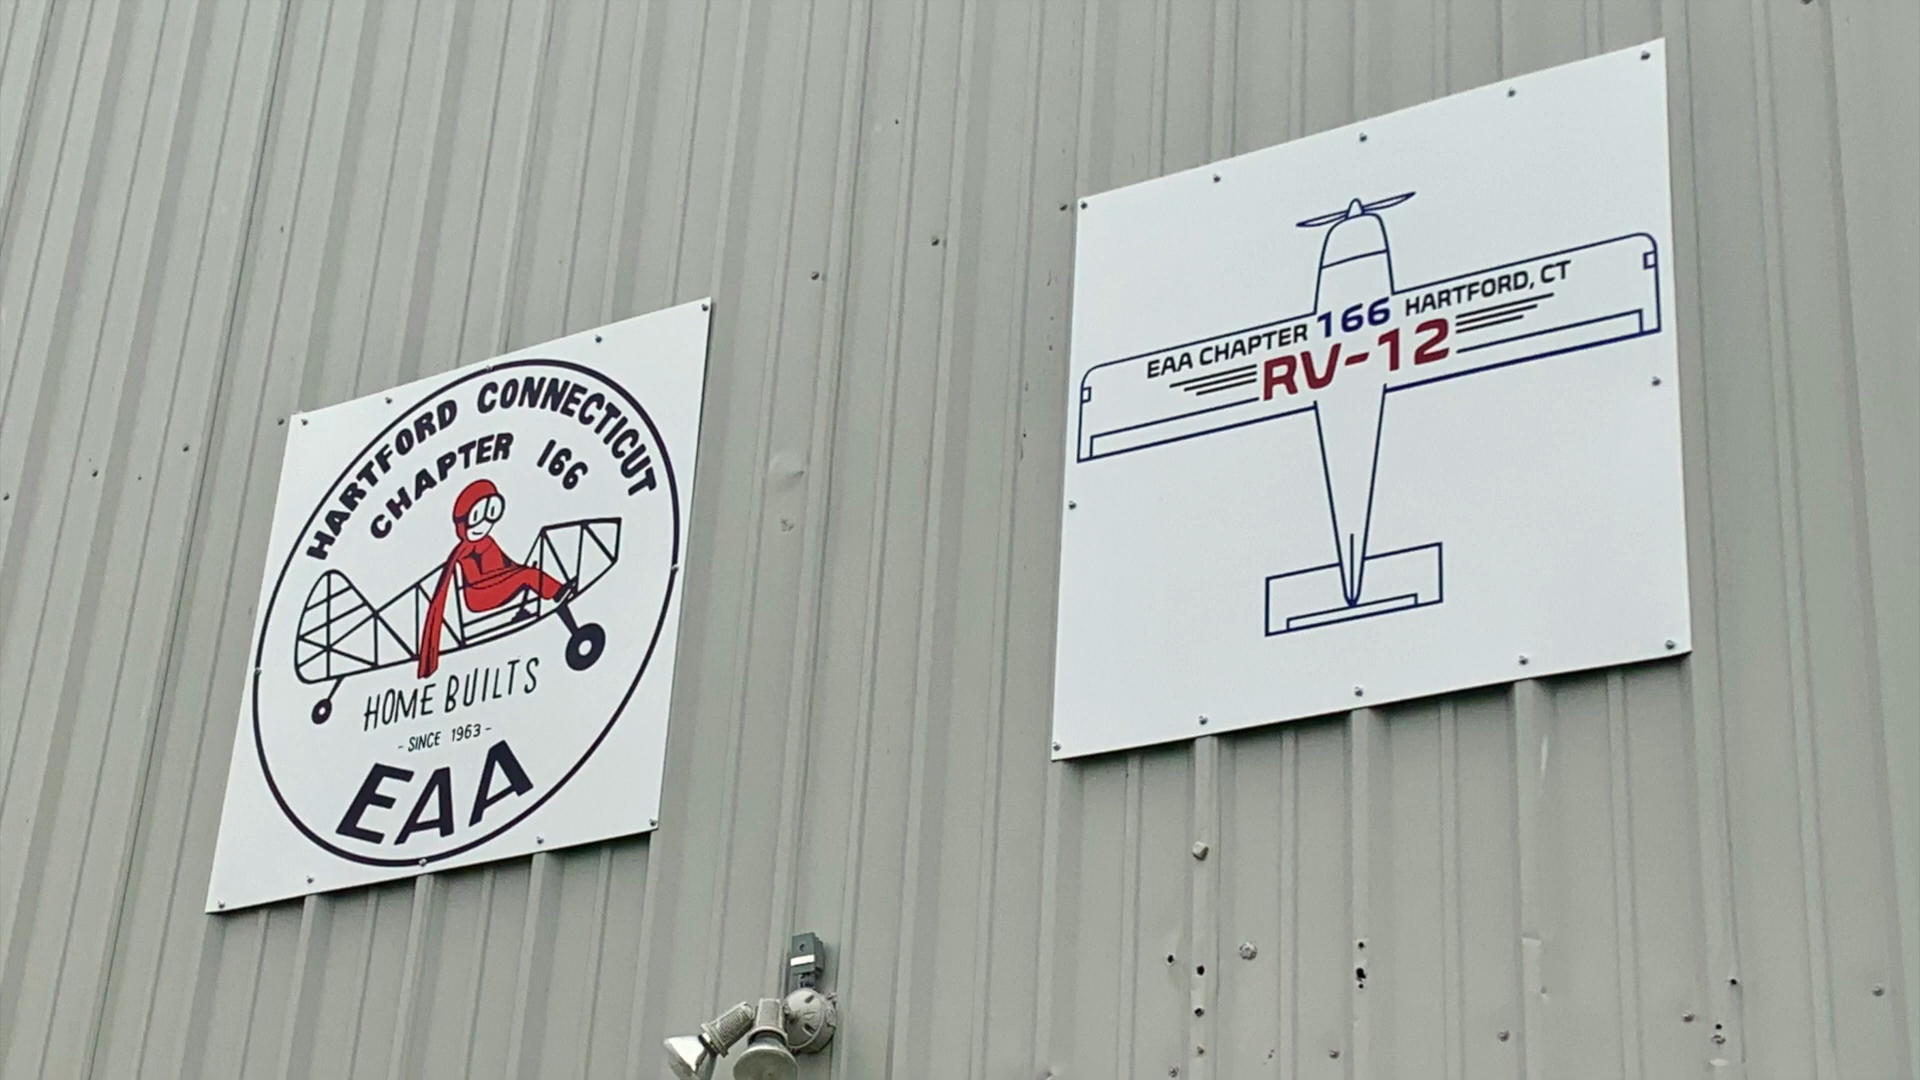 HARTFORD CONNECTICUT
CHAPTER 166
HOME BUILTS
- SINCE 1963 -
EAA
EAA CHAPTER 166 HARTFORD, CT
RV-12